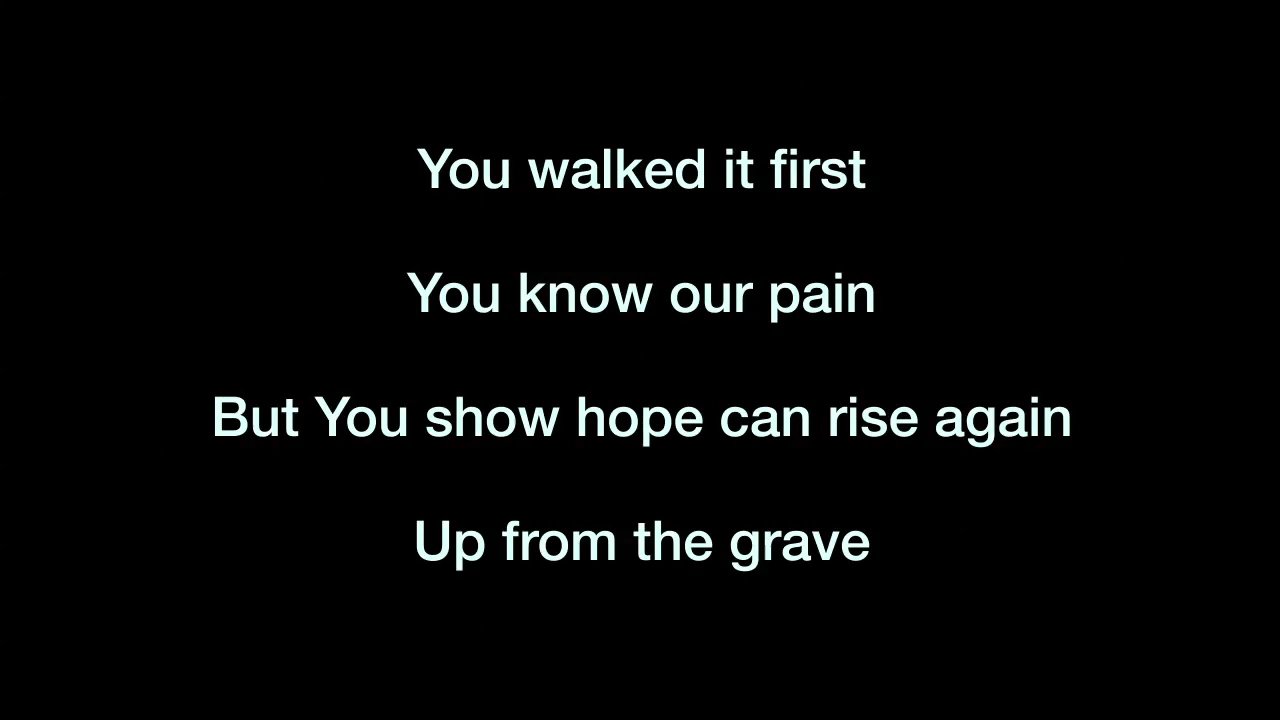 You walked it first
You know our pain
But You show hope can rise again
Up from the grave